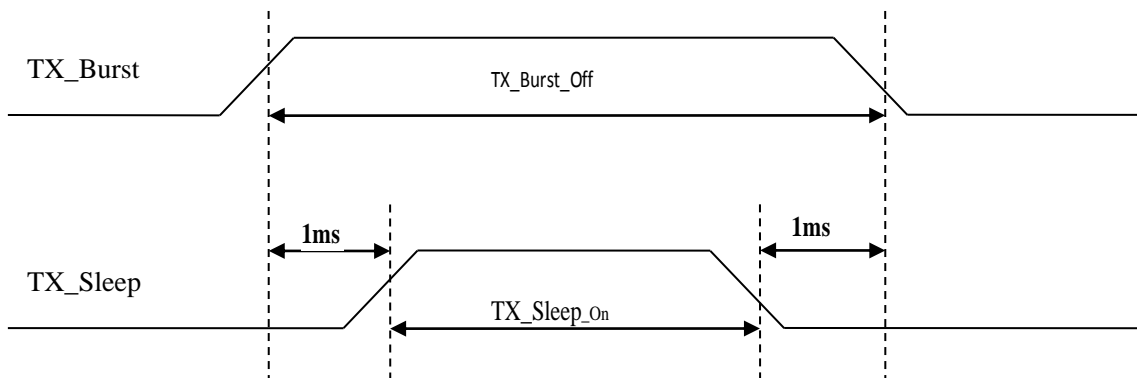 TX_Burst
TX_Burst_Off
1ms
1ms
TX_Sleep
TX_Sleep_On